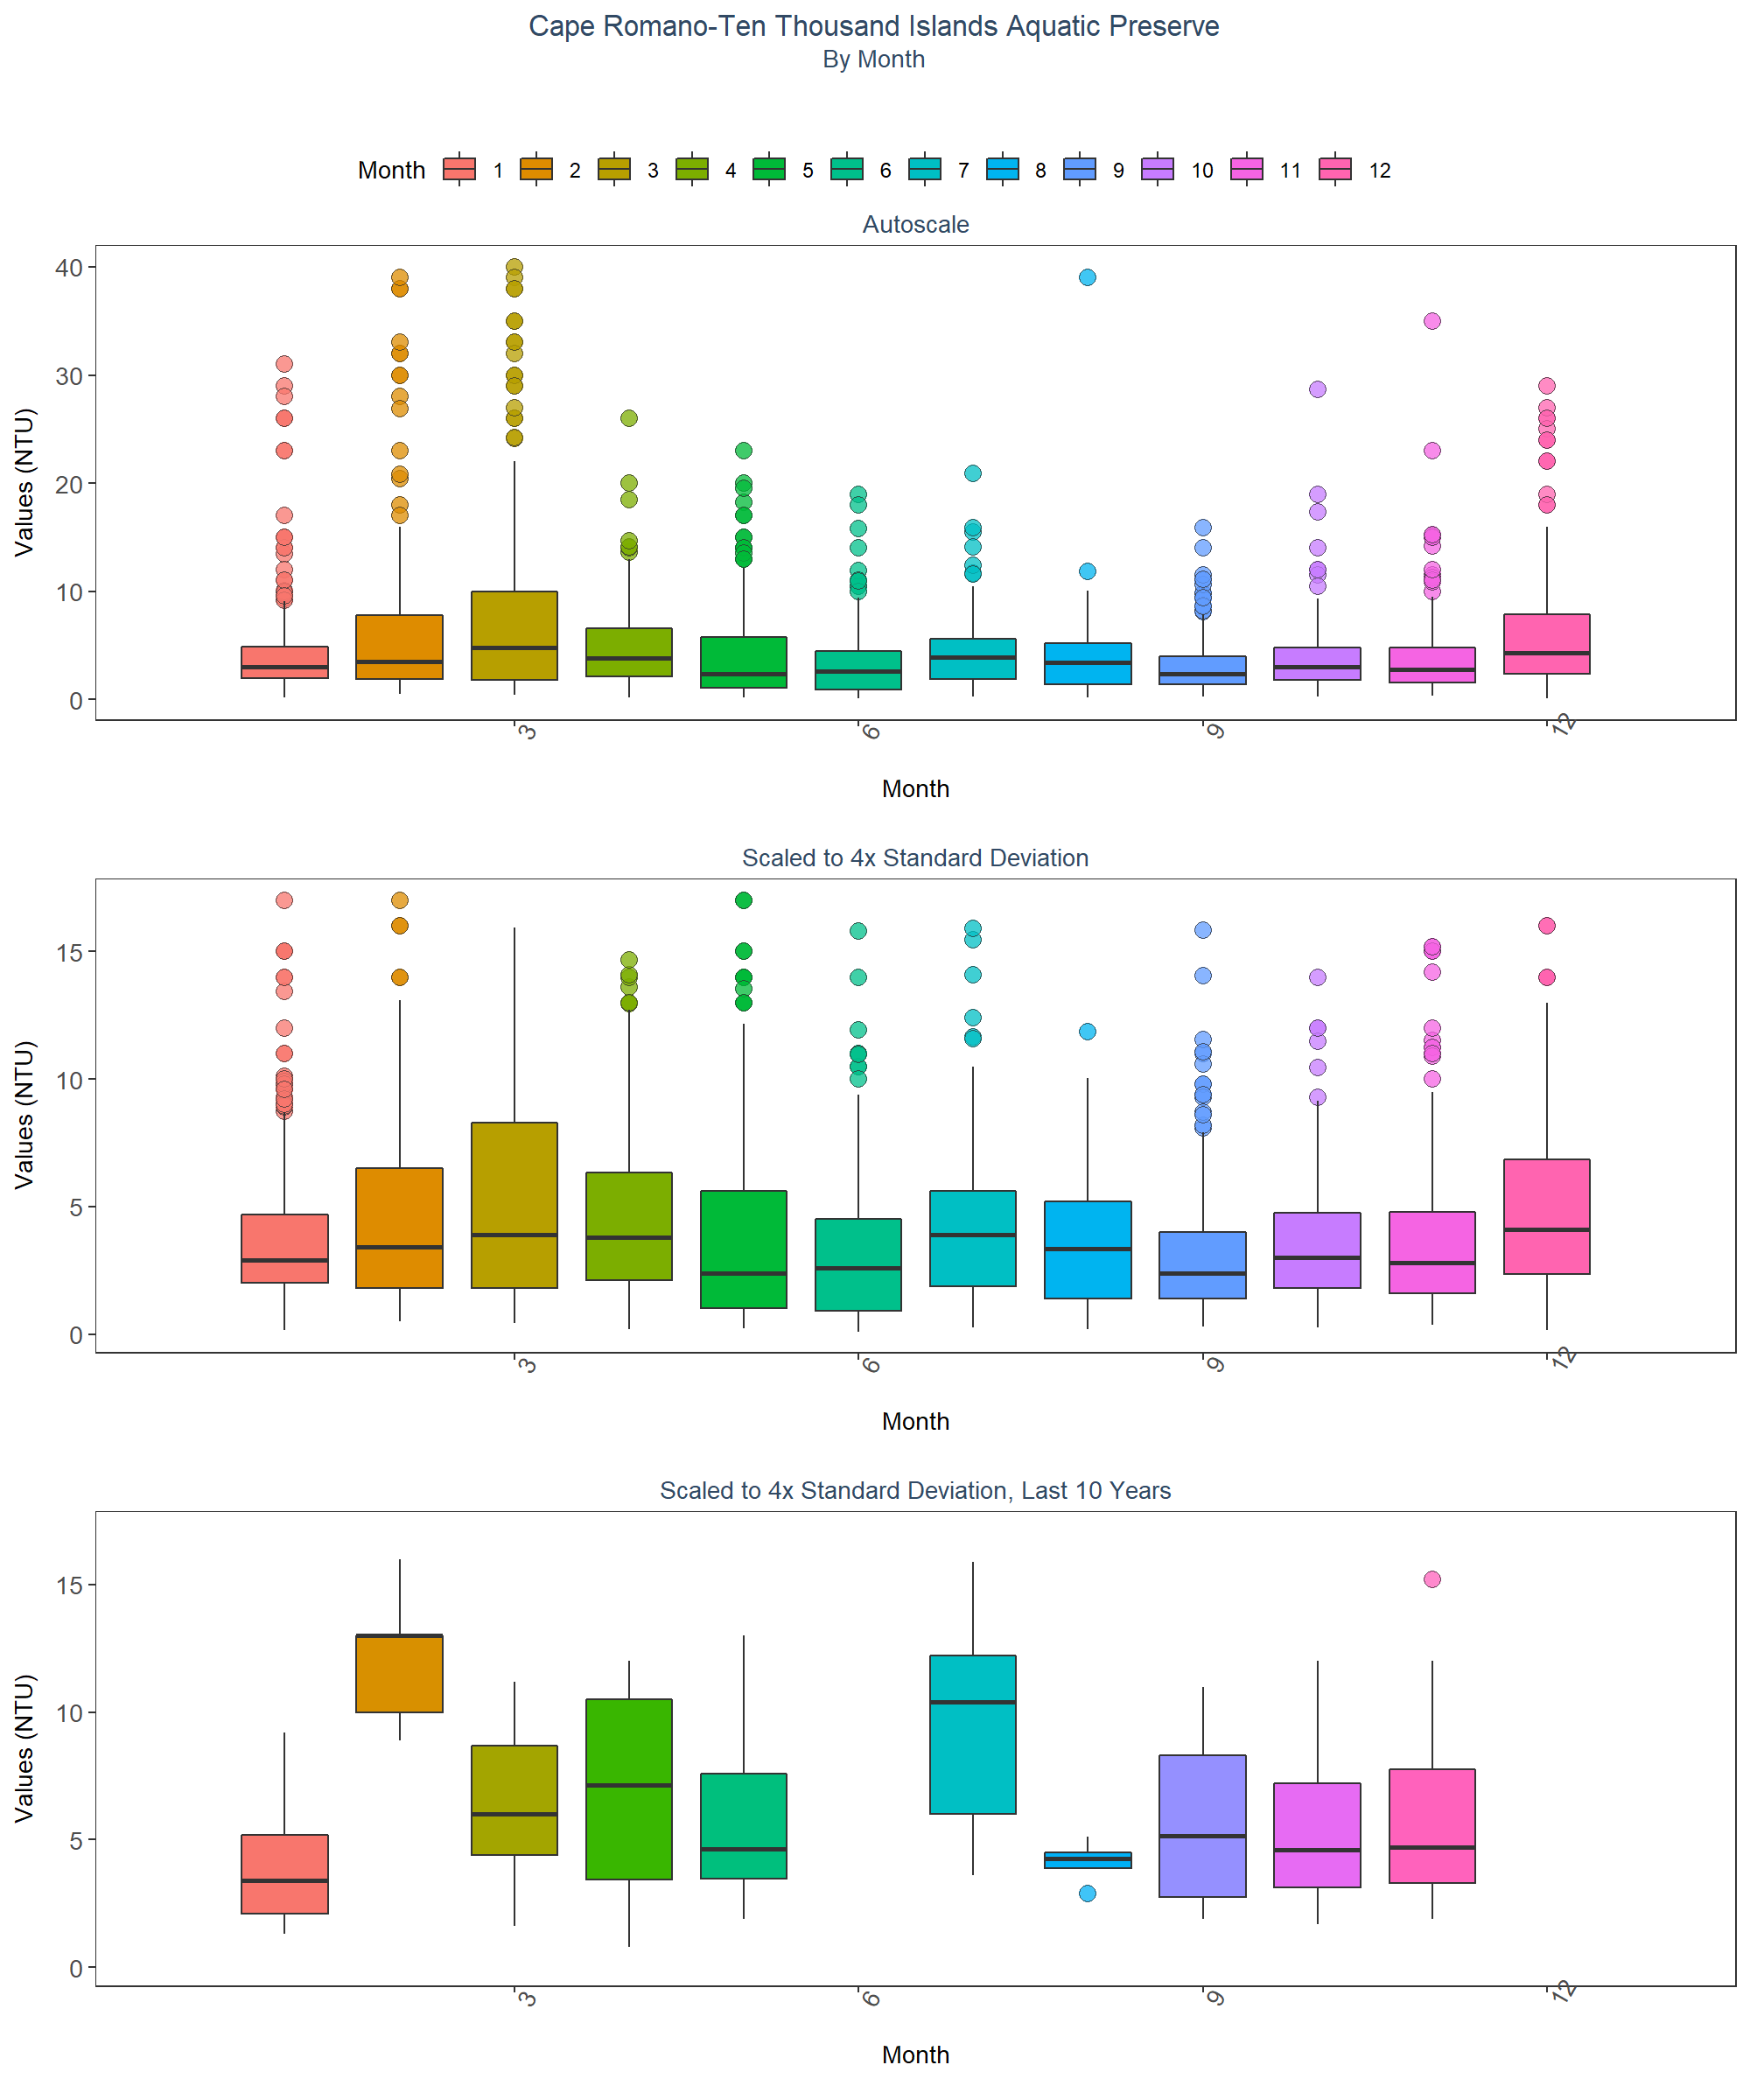 Cape Romano-Ten Thousand Islands Aquatic Preserve
By Month
Month 1 2 3 4 5 6 7 8 9 10 11 12
Autoscale
Values (NTU)
40
30
20
10
0
3 6 9 12
Month
Scaled to 4x Standard Deviation
Values (NTU)
15
10
5
0
3 6 9 12
Month
Scaled to 4x Standard Deviation, Last 10 Years
Values (NTU)
15
10
5
0
3 6 9 12
Month